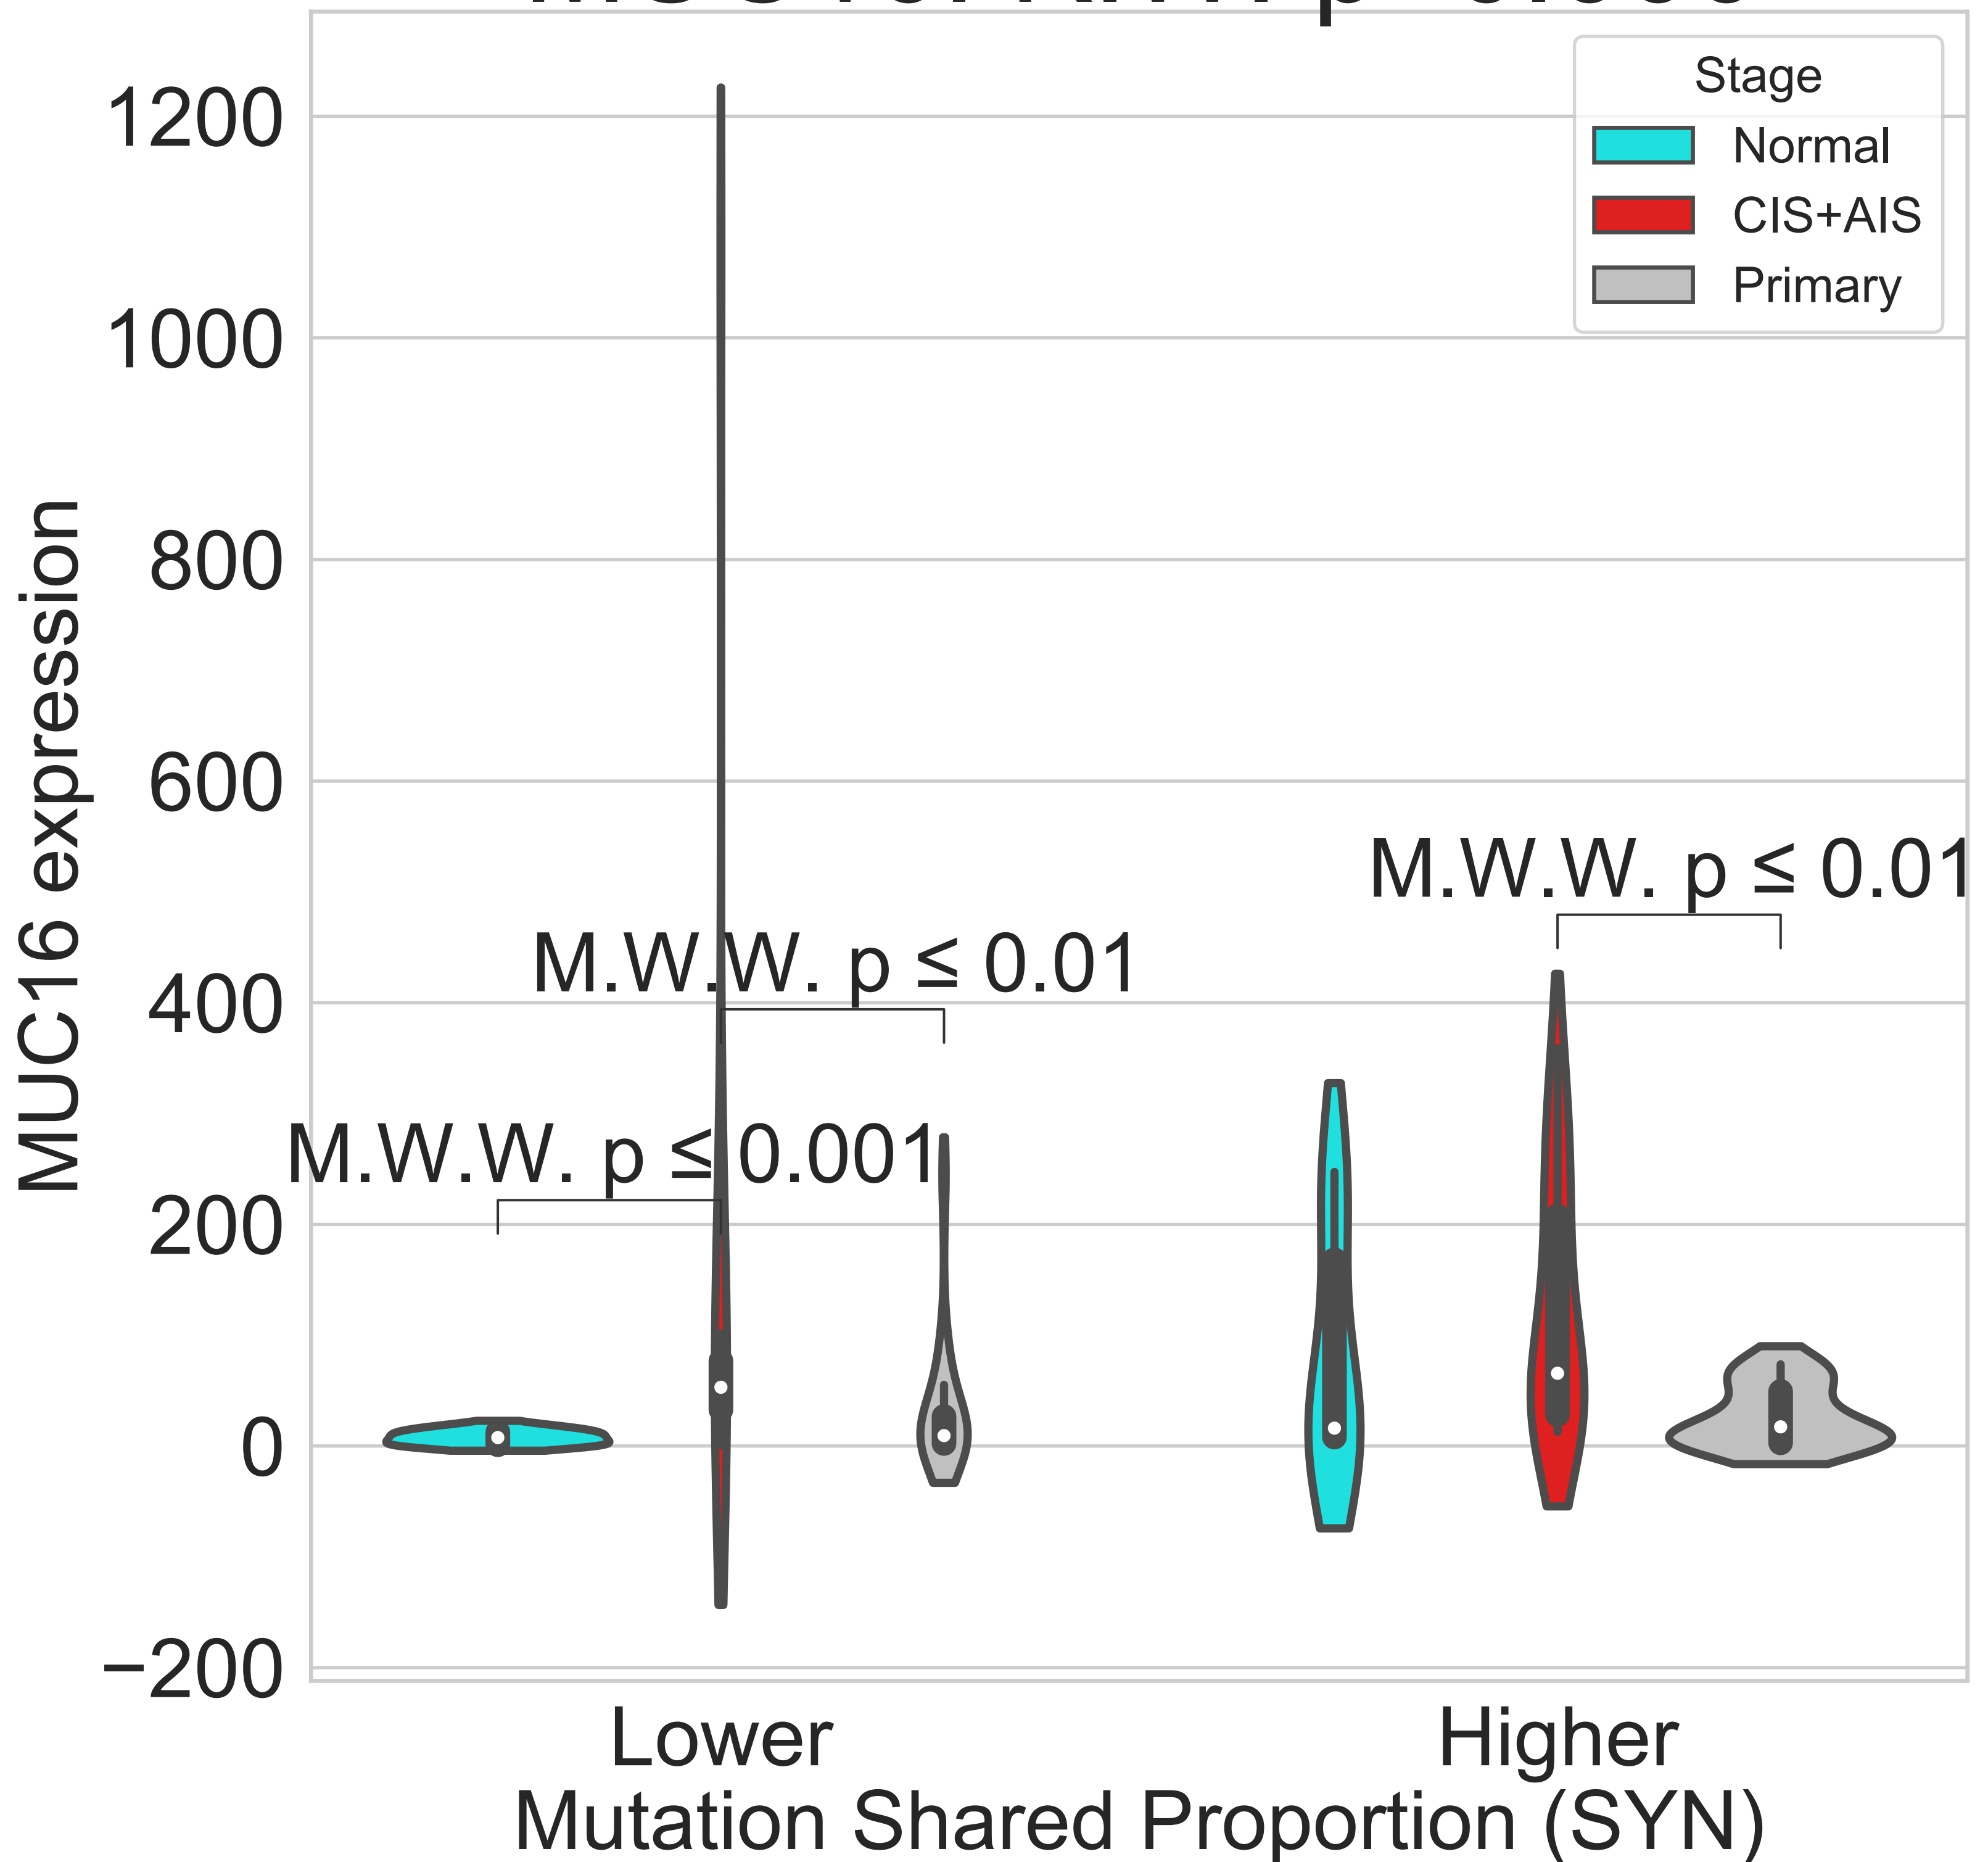 1200
1000
800
600
400
200
0
−200
MUC16 expression
Stage
Normal
CIS+AIS
Primary
M.W.W. p ≤ 0.01
M.W.W. p ≤ 0.01
M.W.W. p ≤ 0.001
Lower
Higher
Mutation Shared Proportion (SYN)